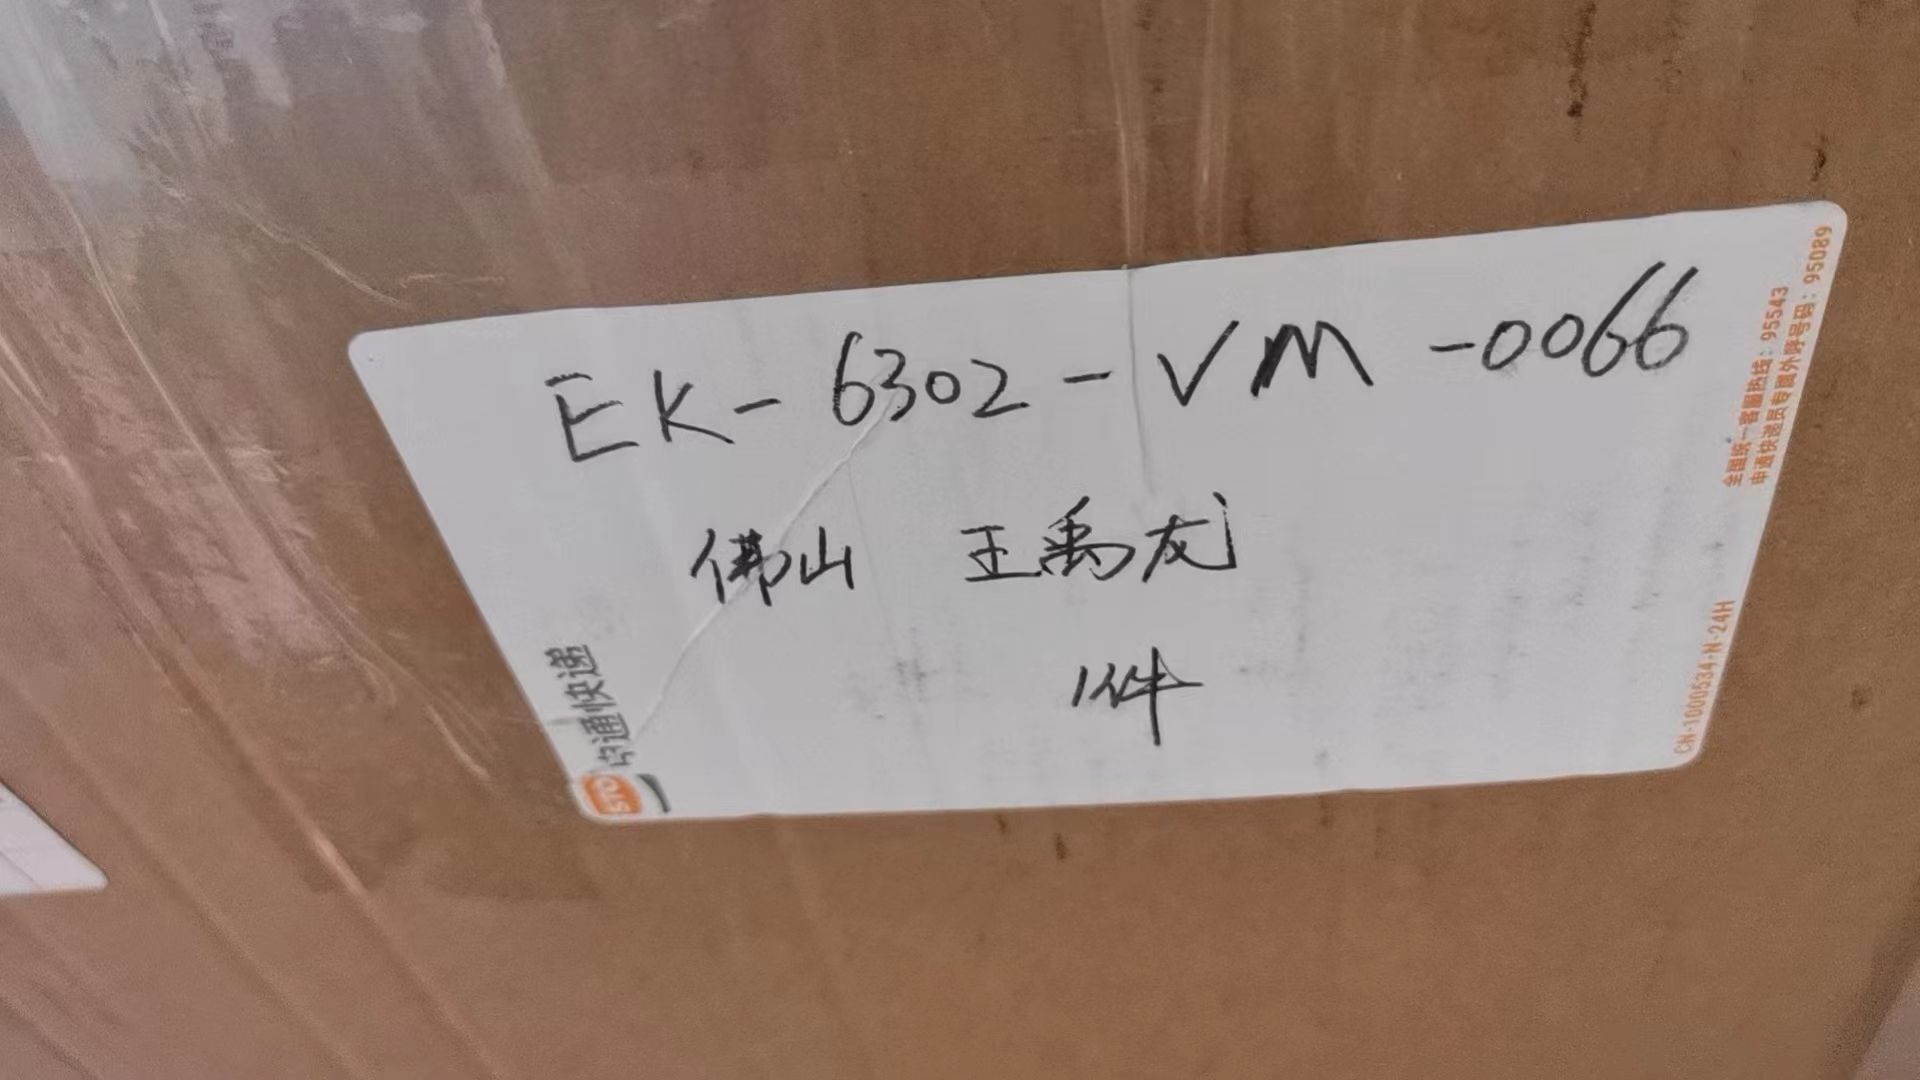 EK-6302-VM-0066
佛山 王禹龙
1件
申通快递
STO
全国统一客服热线：95543
申通快递员专属外呼号码：95089
CN-1000534-N-24H